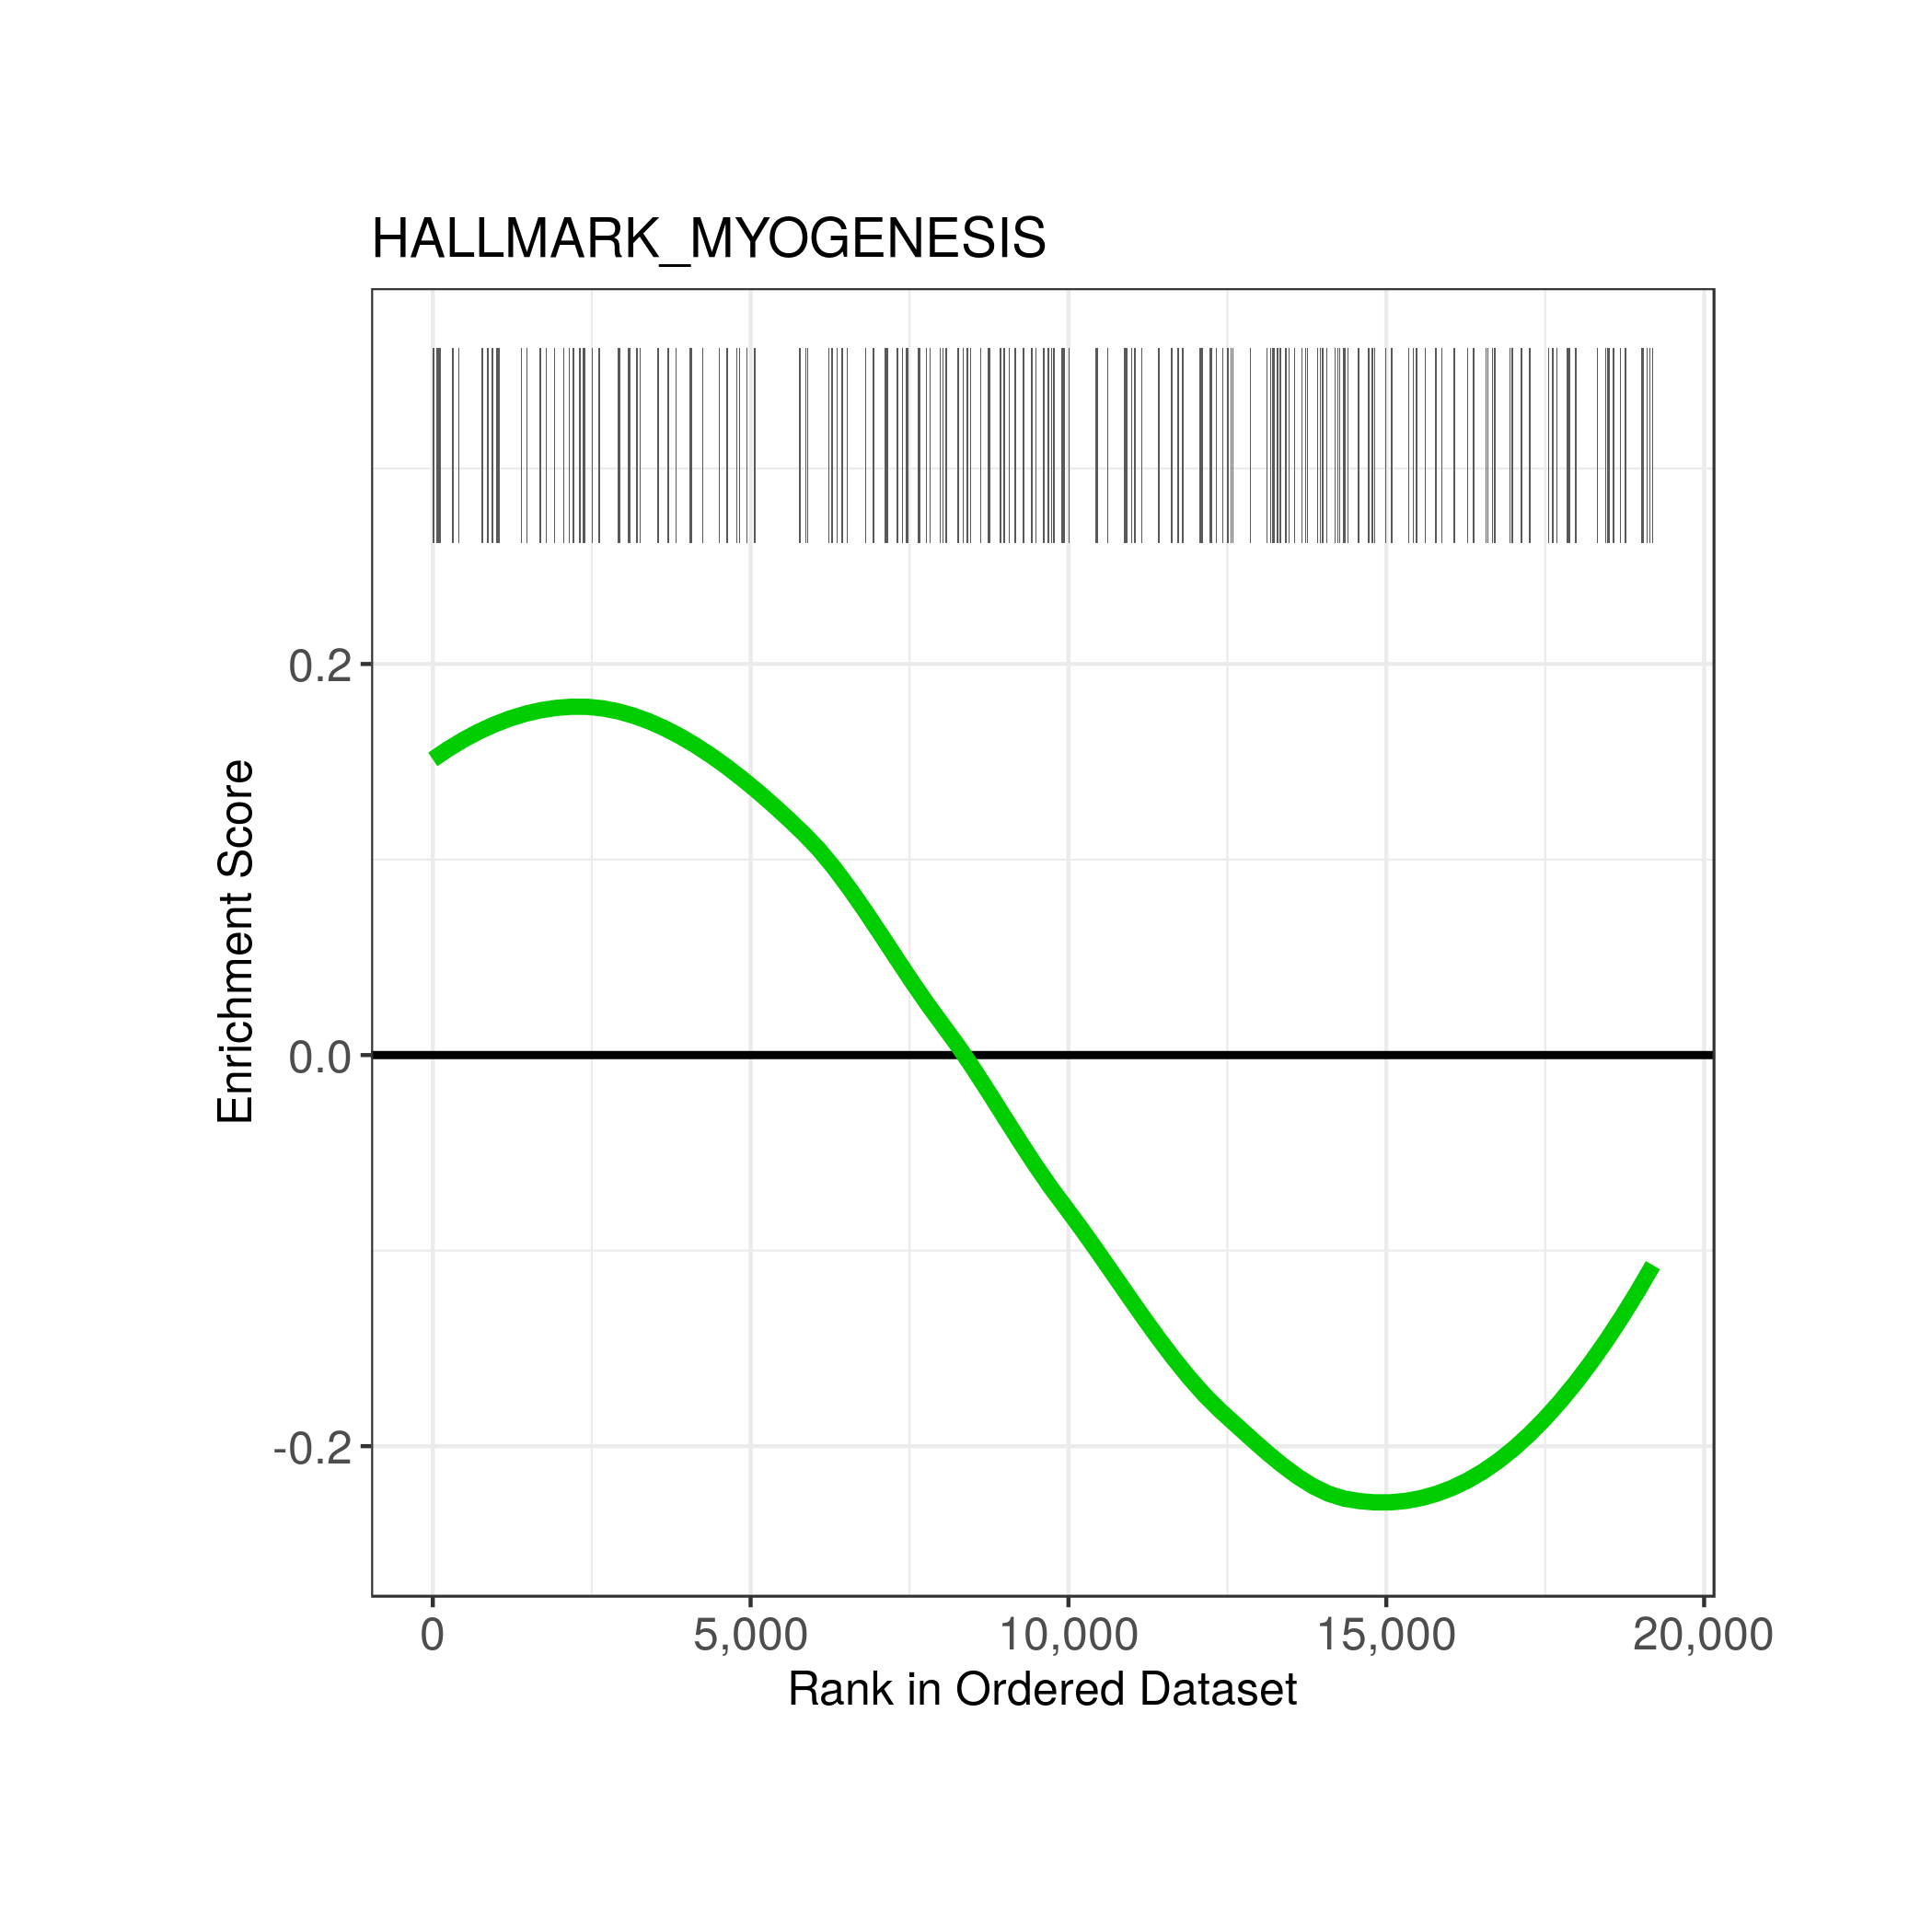 HALLMARK_MYOGENESIS
0.2
0.0
-0.2
Enrichment Score
0
5,000
10,000
15,000
20,000
Rank in Ordered Dataset